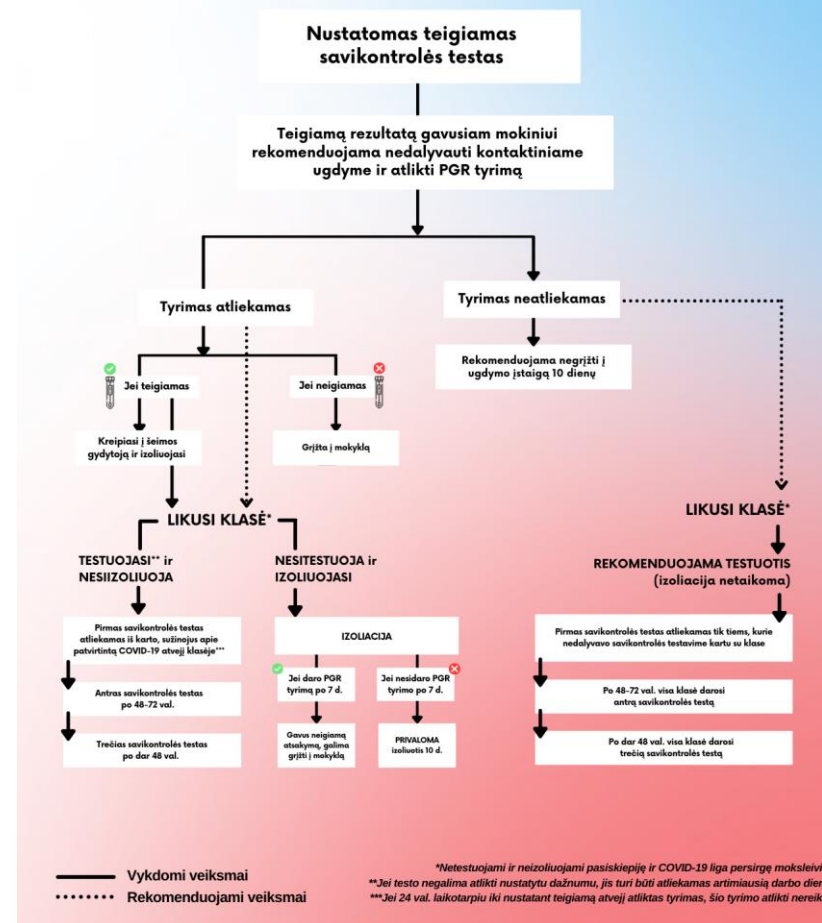 Nustatomas teigiamas
savikontrolės testas
Teigiamą rezultatą gavusiam mokiniui
rekomenduojama nedalyvauti kontaktiniame
ugdyme ir atlikti PGR tyrimą
Tyrimas atliekamas
Tyrimas neatliekamas
Jei teigiamas
Jei neigiamas
Rekomenduojama negrįžti į
ugdymo įstaigą 10 dienų
Kreipiasi į šeimos
gydytoją ir izoliuojasi
Grįžta į mokyklą
LIKUSI KLASĖ*
TESTUOJASI** ir
NESIIZOLIUOJA
NESITESTUOJA ir
IZOLIUOJASI
Pirmas savikontrolės testas
atliekamas iš karto, sužinojus apie
patvirtintą COVID-19 atvejį klasėje***
Antras savikontrolės testas
po 48-72 val.
Trečias savikontrolės testas
po dar 48 val.
IZOLIACIJA
Jei daro PGR
tyrimą po 7 d.
Jei nesidaro PGR
tyrimo po 7 d.
Gavus neigiamą
atsakymą, galima
grįžti į mokyklą
PRIVALOMA
izoliuotis 10 d.
LIKUSI KLASĖ*
REKOMENDUOJAMA TESTUOTIS
(izoliacija netaikoma)
Pirmas savikontrolės testas atliekamas tik tiems, kurie
nedalyvavo savikontrolės testavime kartu su klase
Po 48-72 val. visa klasė darosi
antrą savikontrolės testą
Po dar 48 val. visa klasė darosi
trečią savikontrolės testą
Vykdomi veiksmai
Rekomenduojami veiksmai
*Netestuojami ir neizoliuojami pasiskiepiję ir COVID-19 liga persirgę moksleivi
**Jei testo negalima atlikti nustatytu dažnumu, jis turi būti atliekamas artimiausią darbo dien
***Jei 24 val. laikotarpiu iki nustatant teigiamą atvejį atliktas tyrimas, šio tyrimo atlikti nereik